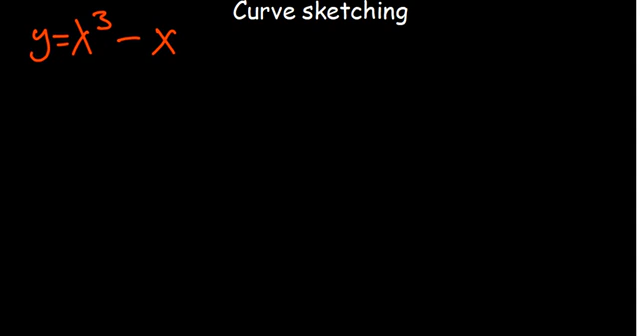 Curve sketching
y = x³ − x